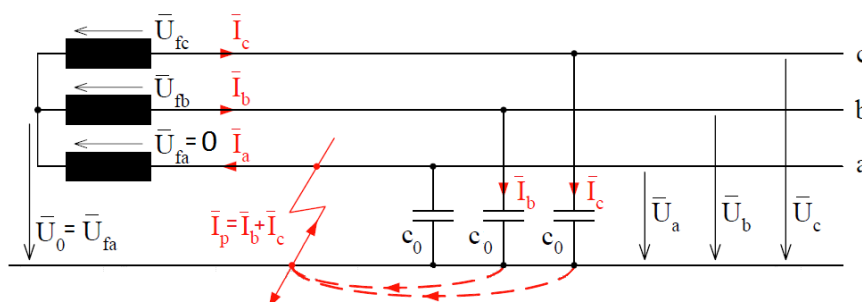 Ū_fc Ī_c c
Ū_fb Ī_b b
Ū_fa = 0 Ī_a a
Ū_0 = Ū_fa Ī_p = Ī_b + Ī_c c_0 c_0 Ī_b c_0 Ī_c Ū_a Ū_b Ū_c